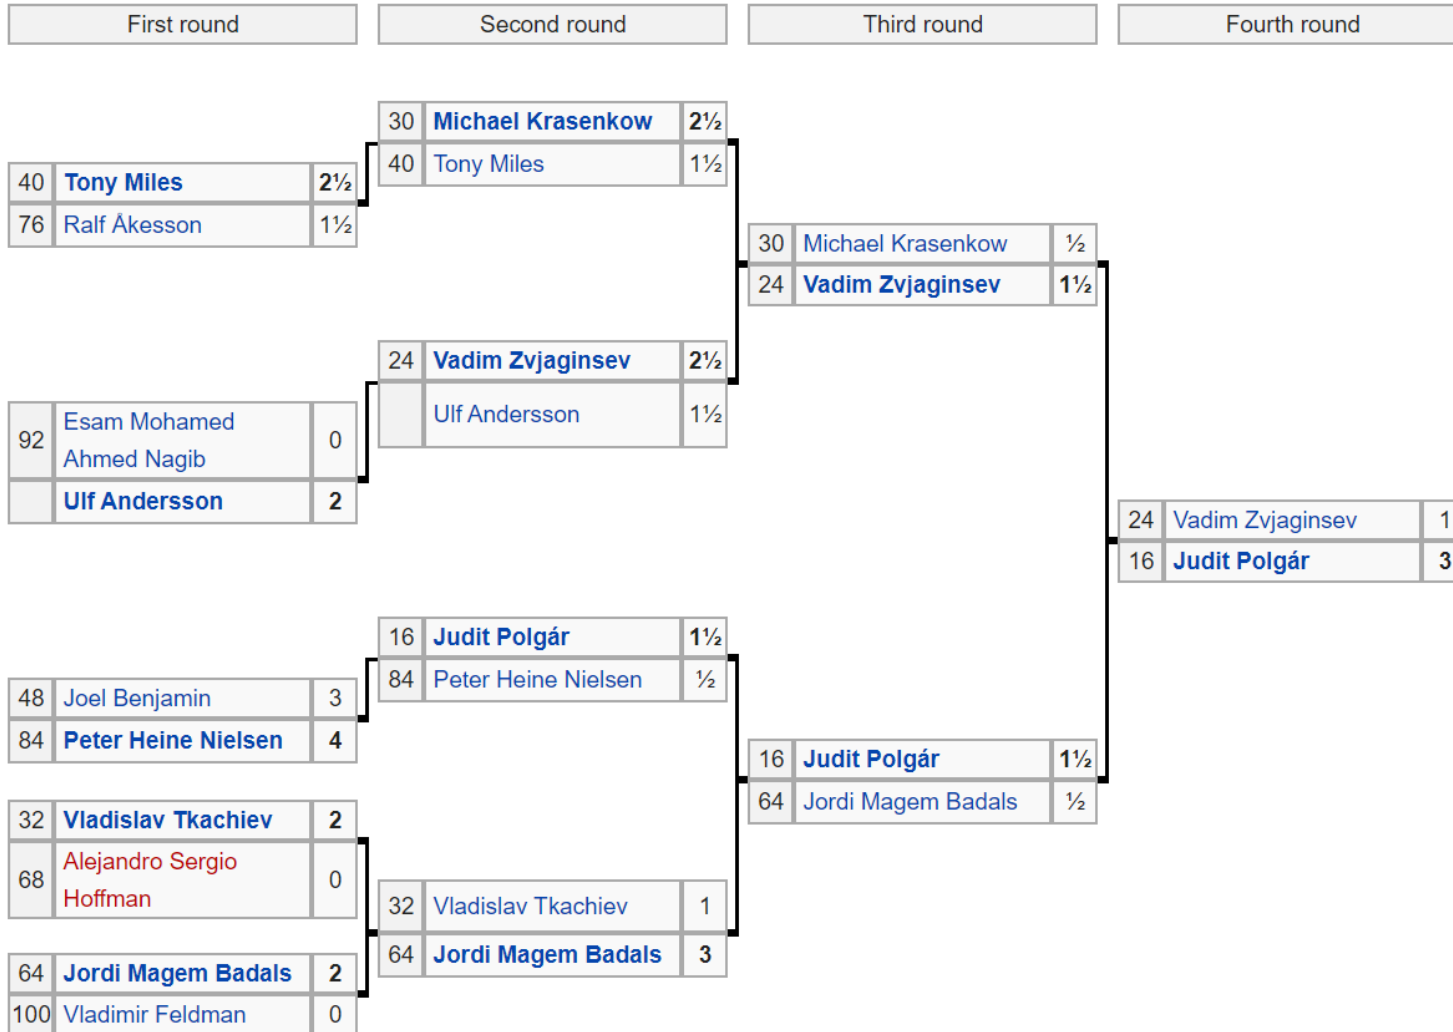 First round Second round Third round Fourth round
30 Michael Krasenkow 2½
40 Tony Miles 1½
40 Tony Miles 2½
76 Ralf Åkesson 1½
30 Michael Krasenkow ½
24 Vadim Zvjaginsev 1½
24 Vadim Zvjaginsev 2½
Ulf Andersson 1½
92 Esam Mohamed
Ahmed Nagib 0
Ulf Andersson 2
24 Vadim Zvjaginsev 1
16 Judit Polgár 3
16 Judit Polgár 1½
84 Peter Heine Nielsen ½
48 Joel Benjamin 3
84 Peter Heine Nielsen 4
16 Judit Polgár 1½
64 Jordi Magem Badals ½
32 Vladislav Tkachiev 2
68 Alejandro Sergio
Hoffman 0
32 Vladislav Tkachiev 1
64 Jordi Magem Badals 3
64 Jordi Magem Badals 2
100 Vladimir Feldman 0